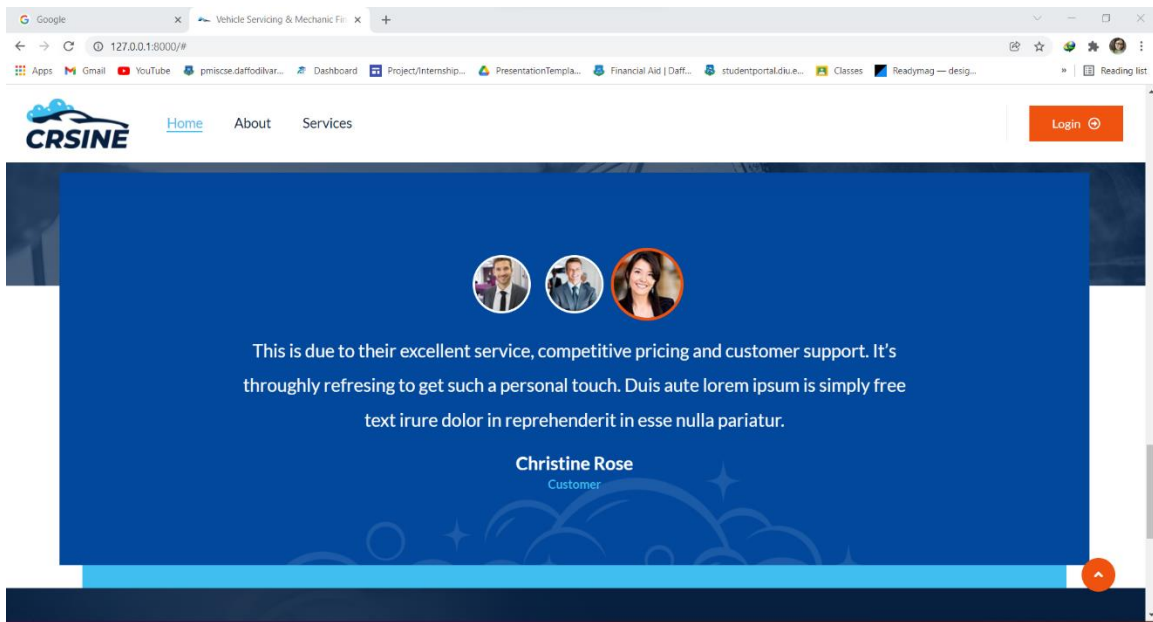 Google
Vehicle Servicing & Mechanic Fin
127.0.0.1:8000/#
Apps Gmail YouTube pmiscse.daffodilvar... Dashboard Project/Internship... PresentationTempla... Financial Aid | Daff... studentportal.diu.e... Classes Readymag — desig... » Reading list
CRSINE Home About Services Login
This is due to their excellent service, competitive pricing and customer support. It's
throughly refresing to get such a personal touch. Duis aute lorem ipsum is simply free
text irure dolor in reprehenderit in esse nulla pariatur.
Christine Rose
Customer